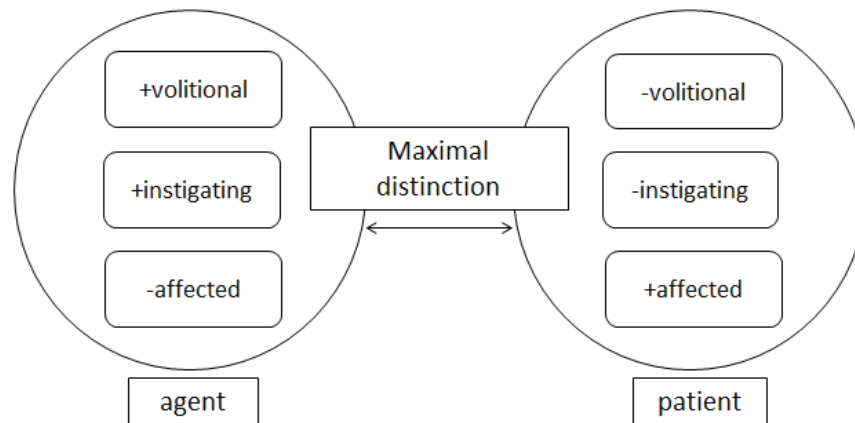 +volitional
+instigating
-affected
agent
Maximal
distinction
-volitional
-instigating
+affected
patient